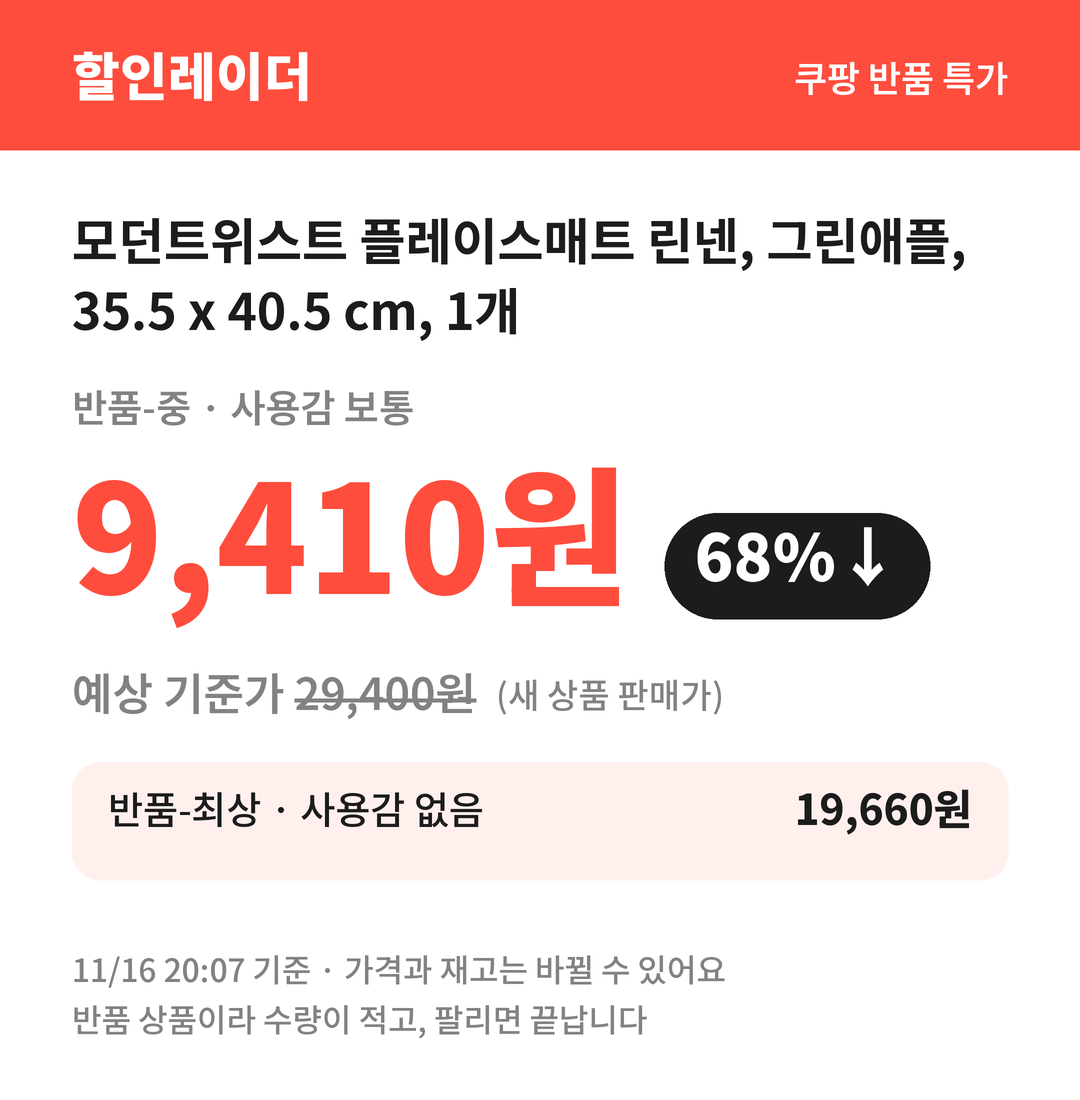 할인레이더
쿠팡 반품 특가
모던트위스트 플레이스매트 린넨, 그린애플,
35.5 x 40.5 cm, 1개
반품-중 · 사용감 보통
9,410원 68%↓
예상 기준가 29,400원 (새 상품 판매가)
반품-최상 · 사용감 없음 19,660원
11/16 20:07 기준 · 가격과 재고는 바뀔 수 있어요
반품 상품이라 수량이 적고, 팔리면 끝납니다